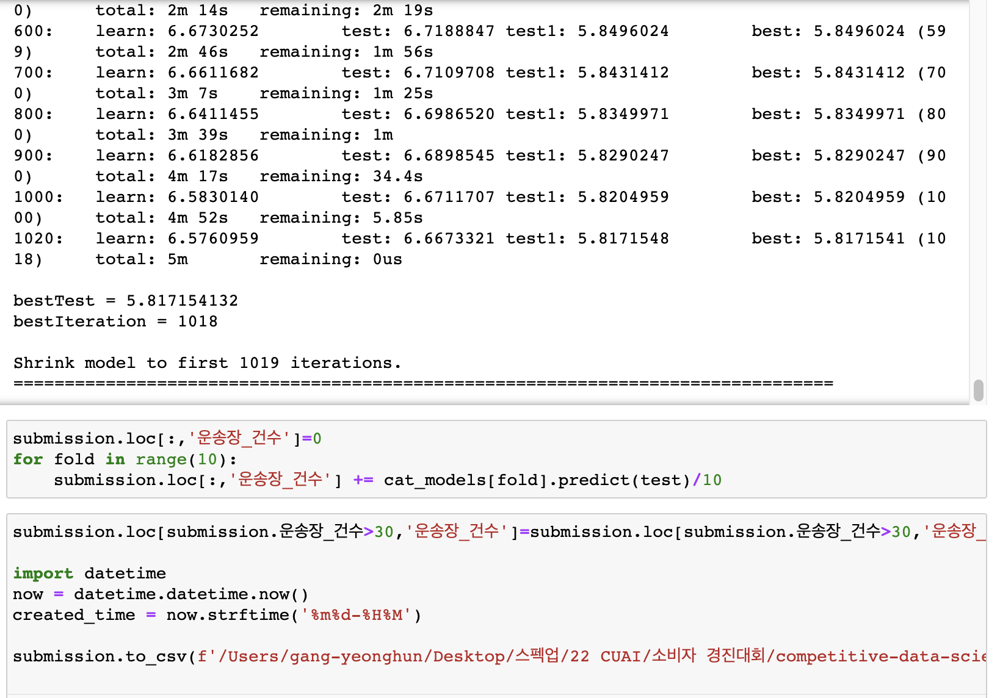 0)      total: 2m 14s   remaining: 2m 19s
600:    learn: 6.6730252        test: 6.7188847 test1: 5.8496024        best: 5.8496024 (59
9)      total: 2m 46s   remaining: 1m 56s
700:    learn: 6.6611682        test: 6.7109708 test1: 5.8431412        best: 5.8431412 (70
0)      total: 3m 7s    remaining: 1m 25s
800:    learn: 6.6411455        test: 6.6986520 test1: 5.8349971        best: 5.8349971 (80
0)      total: 3m 39s   remaining: 1m
900:    learn: 6.6182856        test: 6.6898545 test1: 5.8290247        best: 5.8290247 (90
0)      total: 4m 17s   remaining: 34.4s
1000:   learn: 6.5830140        test: 6.6711707 test1: 5.8204959        best: 5.8204959 (10
00)     total: 4m 52s   remaining: 5.85s
1020:   learn: 6.5760959        test: 6.6673321 test1: 5.8171548        best: 5.8171541 (10
18)     total: 5m       remaining: 0us
bestTest = 5.817154132
bestIteration = 1018
Shrink model to first 1019 iterations.
================================================================================
submission.loc[:,'운송장_건수']=0
for fold in range(10):
    submission.loc[:,'운송장_건수'] += cat_models[fold].predict(test)/10
submission.loc[submission.운송장_건수>30,'운송장_건수']=submission.loc[submission.운송장_건수>30,'운송장_
import datetime
now = datetime.datetime.now()
created_time = now.strftime('%m%d-%H%M')
submission.to_csv(f'/Users/gang-yeonghun/Desktop/스펙업/22 CUAI/소비자 경진대회/competitive-data-scie